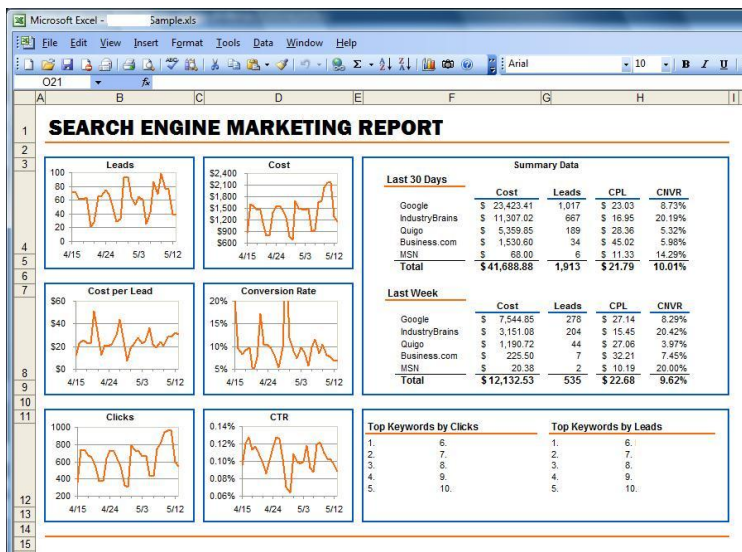 Microsoft Excel - Sample.xls
File Edit View Insert Format Tools Data Window Help
Arial 10 B I U
O21 fx
A B C D E F G H I
1 SEARCH ENGINE MARKETING REPORT
2
3
4
5
6
7
8
9
10
11
12
13
14
15
Leads
100
80
60
40
20
0
4/15 4/24 5/3 5/12
Cost
$2,400
$2,100
$1,800
$1,500
$1,200
$900
$600
4/15 4/24 5/3 5/12
Summary Data
Last 30 Days
Cost Leads CPL CNVR
Google $ 23,423.41 1,017 $ 23.03 8.73%
IndustryBrains $ 11,307.02 667 $ 16.95 20.19%
Quigo $ 5,359.85 189 $ 28.36 5.32%
Business.com $ 1,530.60 34 $ 45.02 5.98%
MSN $ 68.00 6 $ 11.33 14.29%
Total $41,688.88 1,913 $ 21.79 10.01%
Cost per Lead
$60
$40
$20
$0
4/15 4/24 5/3 5/12
Conversion Rate
20%
15%
10%
5%
4/15 4/24 5/3 5/12
Last Week
Cost Leads CPL CNVR
Google $ 7,544.85 278 $ 27.14 8.29%
IndustryBrains $ 3,151.08 204 $ 15.45 20.42%
Quigo $ 1,190.72 44 $ 27.06 3.97%
Business.com $ 225.50 7 $ 32.21 7.45%
MSN $ 20.38 2 $ 10.19 20.00%
Total $12,132.53 535 $22.68 9.62%
Clicks
1000
800
600
400
200
4/15 4/24 5/3 5/12
CTR
0.14%
0.12%
0.10%
0.08%
0.06%
4/15 4/24 5/3 5/12
Top Keywords by Clicks
1. 6.
2. 7.
3. 8.
4. 9.
5. 10.
Top Keywords by Leads
1. 6.
2. 7.
3. 8.
4. 9.
5. 10.